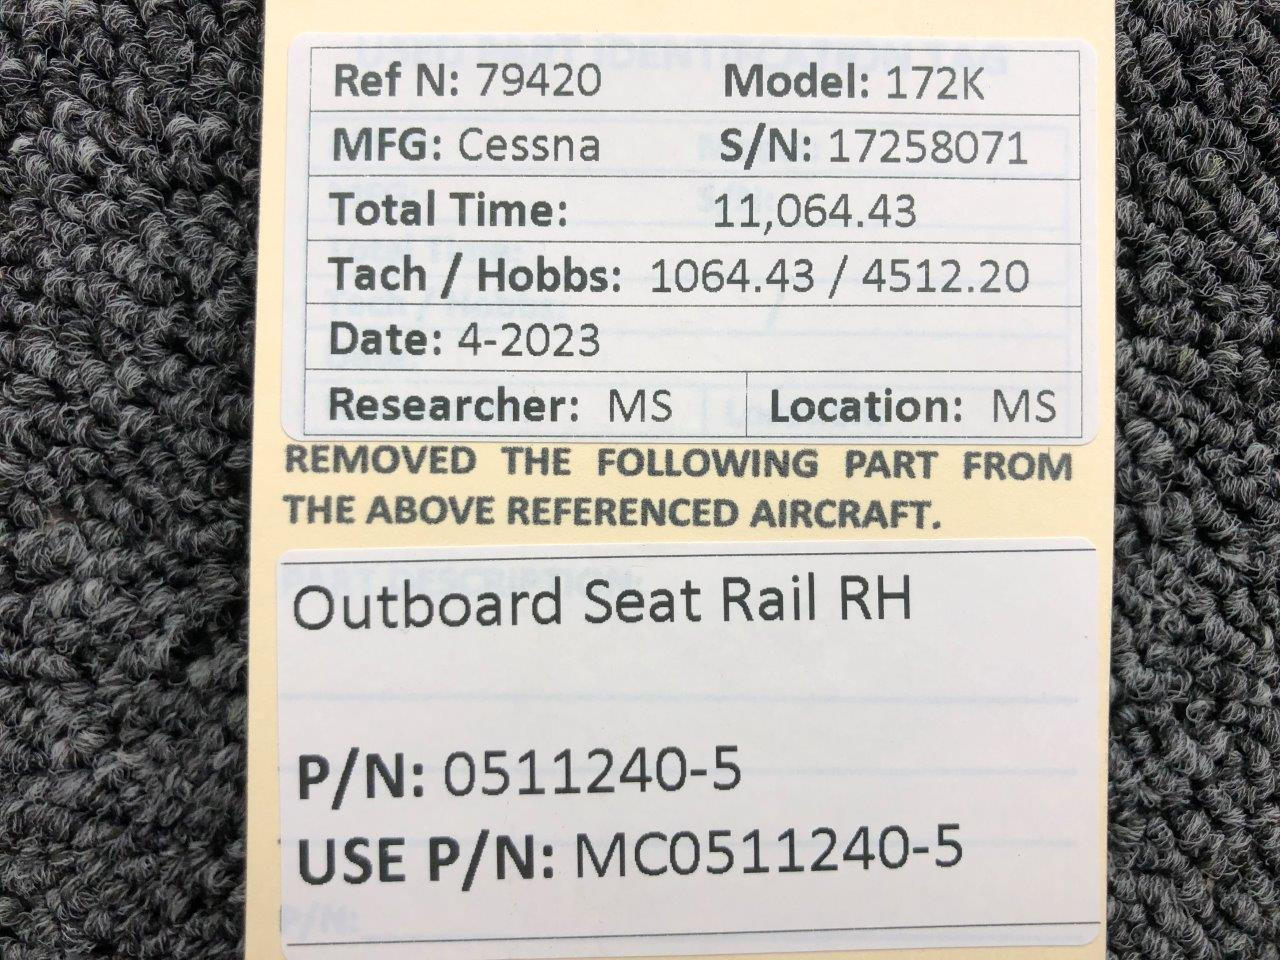 Ref N: 79420 Model: 172K
MFG: Cessna S/N: 17258071
Total Time: 11,064.43
Tach / Hobbs: 1064.43 / 4512.20
Date: 4-2023
Researcher: MS Location: MS
REMOVED THE FOLLOWING PART FROM
THE ABOVE REFERENCED AIRCRAFT.
Outboard Seat Rail RH
P/N: 0511240-5
USE P/N: MC0511240-5
P/N: